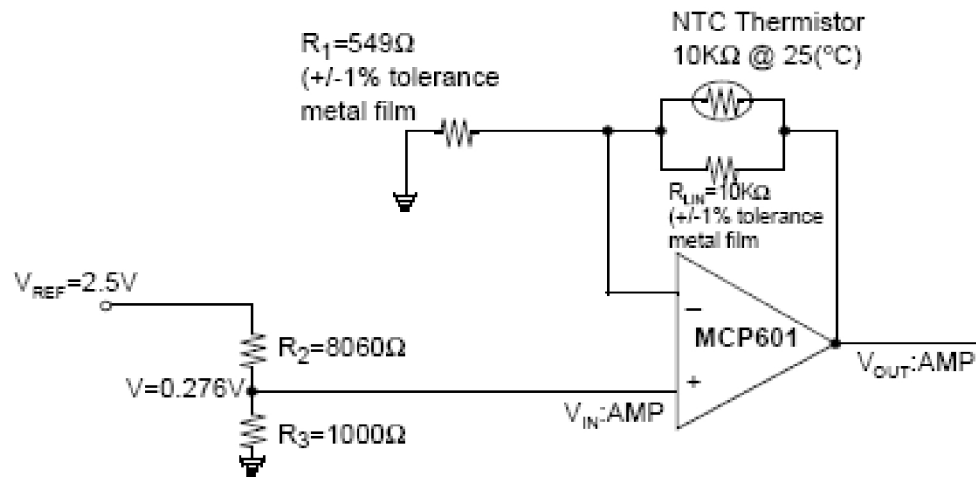 NTC Thermistor
10KΩ @ 25(°C)
R1=549Ω
(+/-1% tolerance
metal film
RLIN=10KΩ
(+/-1% tolerance
metal film
VREF=2.5V
R2=8060Ω
V=0.276V
R3=1000Ω
−
MCP601
+
VIN:AMP
VOUT:AMP